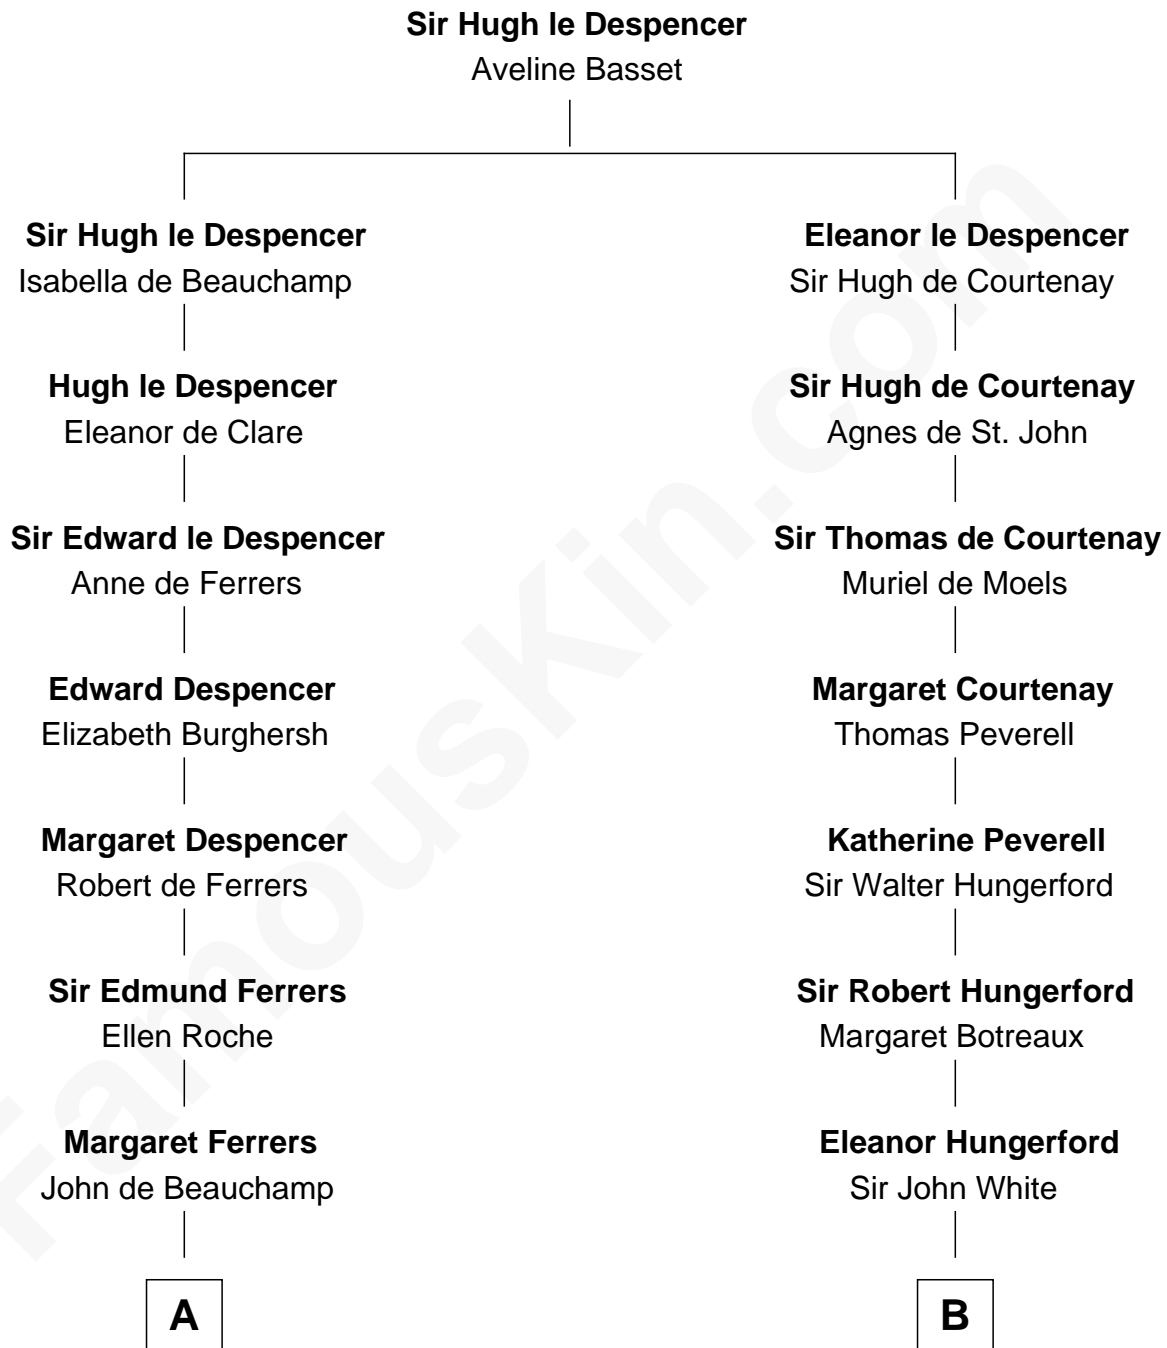 Sir Hugh le Despencer
Aveline Basset
Sir Hugh le Despencer
Isabella de Beauchamp
Hugh le Despencer
Eleanor de Clare
Sir Edward le Despencer
Anne de Ferrers
Edward Despencer
Elizabeth Burghersh
Margaret Despencer
Robert de Ferrers
Sir Edmund Ferrers
Ellen Roche
Margaret Ferrers
John de Beauchamp
A
Eleanor le Despencer
Sir Hugh de Courtenay
Sir Hugh de Courtenay
Agnes de St. John
Sir Thomas de Courtenay
Muriel de Moels
Margaret Courtenay
Thomas Peverell
Katherine Peverell
Sir Walter Hungerford
Sir Robert Hungerford
Margaret Botreaux
Eleanor Hungerford
Sir John White
B
FamousKin.com